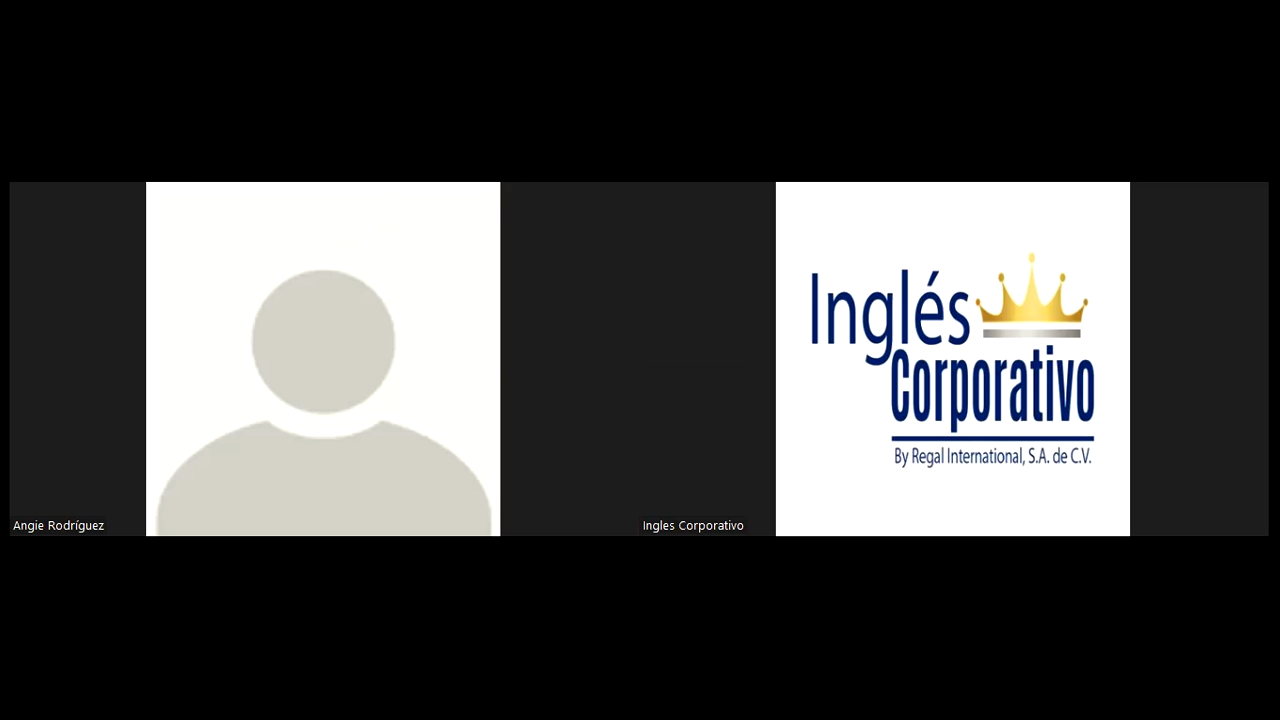 Inglés
Corporativo
By Regal International, S.A. de C.V.
Angie Rodríguez
Ingles Corporativo